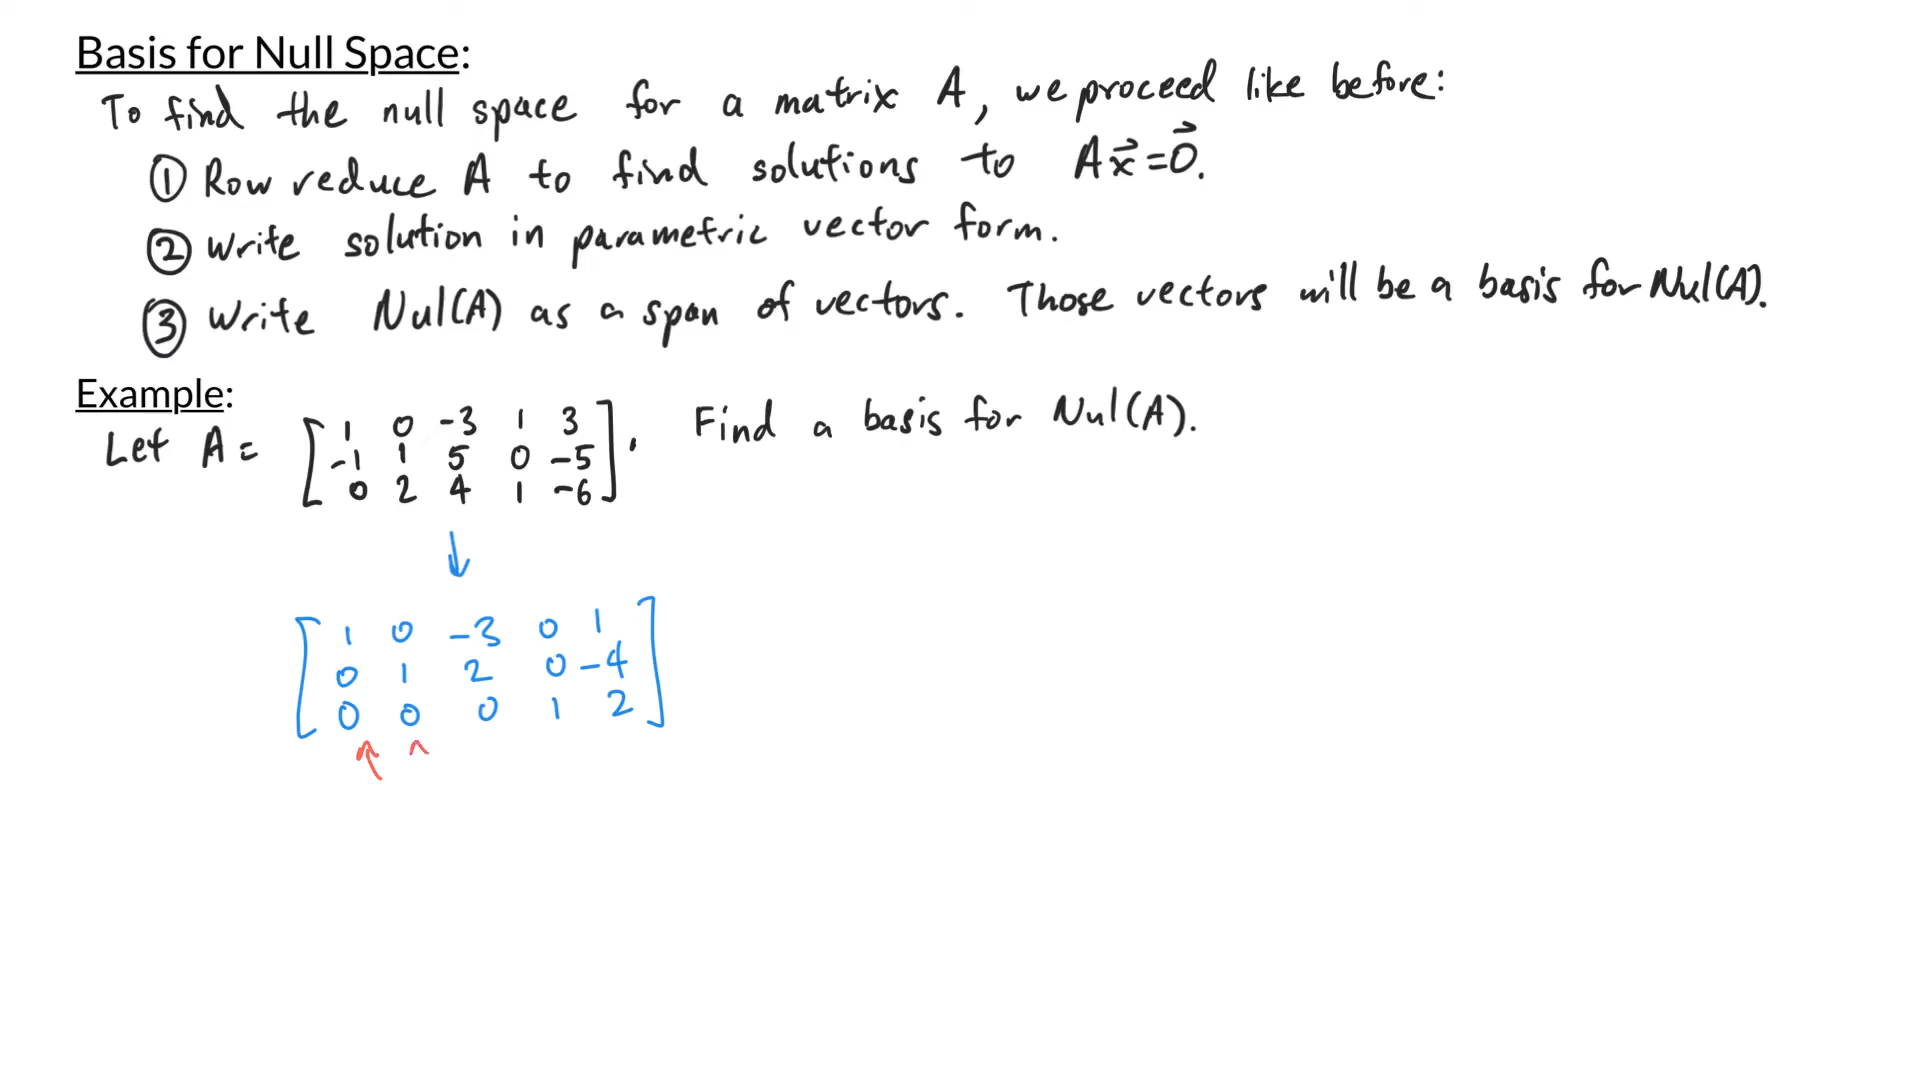 Basis for Null Space:
To find the null space for a matrix A, we proceed like before:
① Row reduce A to find solutions to Ax⃗=0⃗.
② Write solution in parametric vector form.
③ Write Nul(A) as a span of vectors. Those vectors will be a basis for Nul(A).
Example:
Let A = [1 0 -3 1 3
-1 1 5 0 -5
0 2 4 1 -6]. Find a basis for Nul(A).
↓
[1 0 -3 0 1
0 1 2 0 -4
0 0 0 1 2]